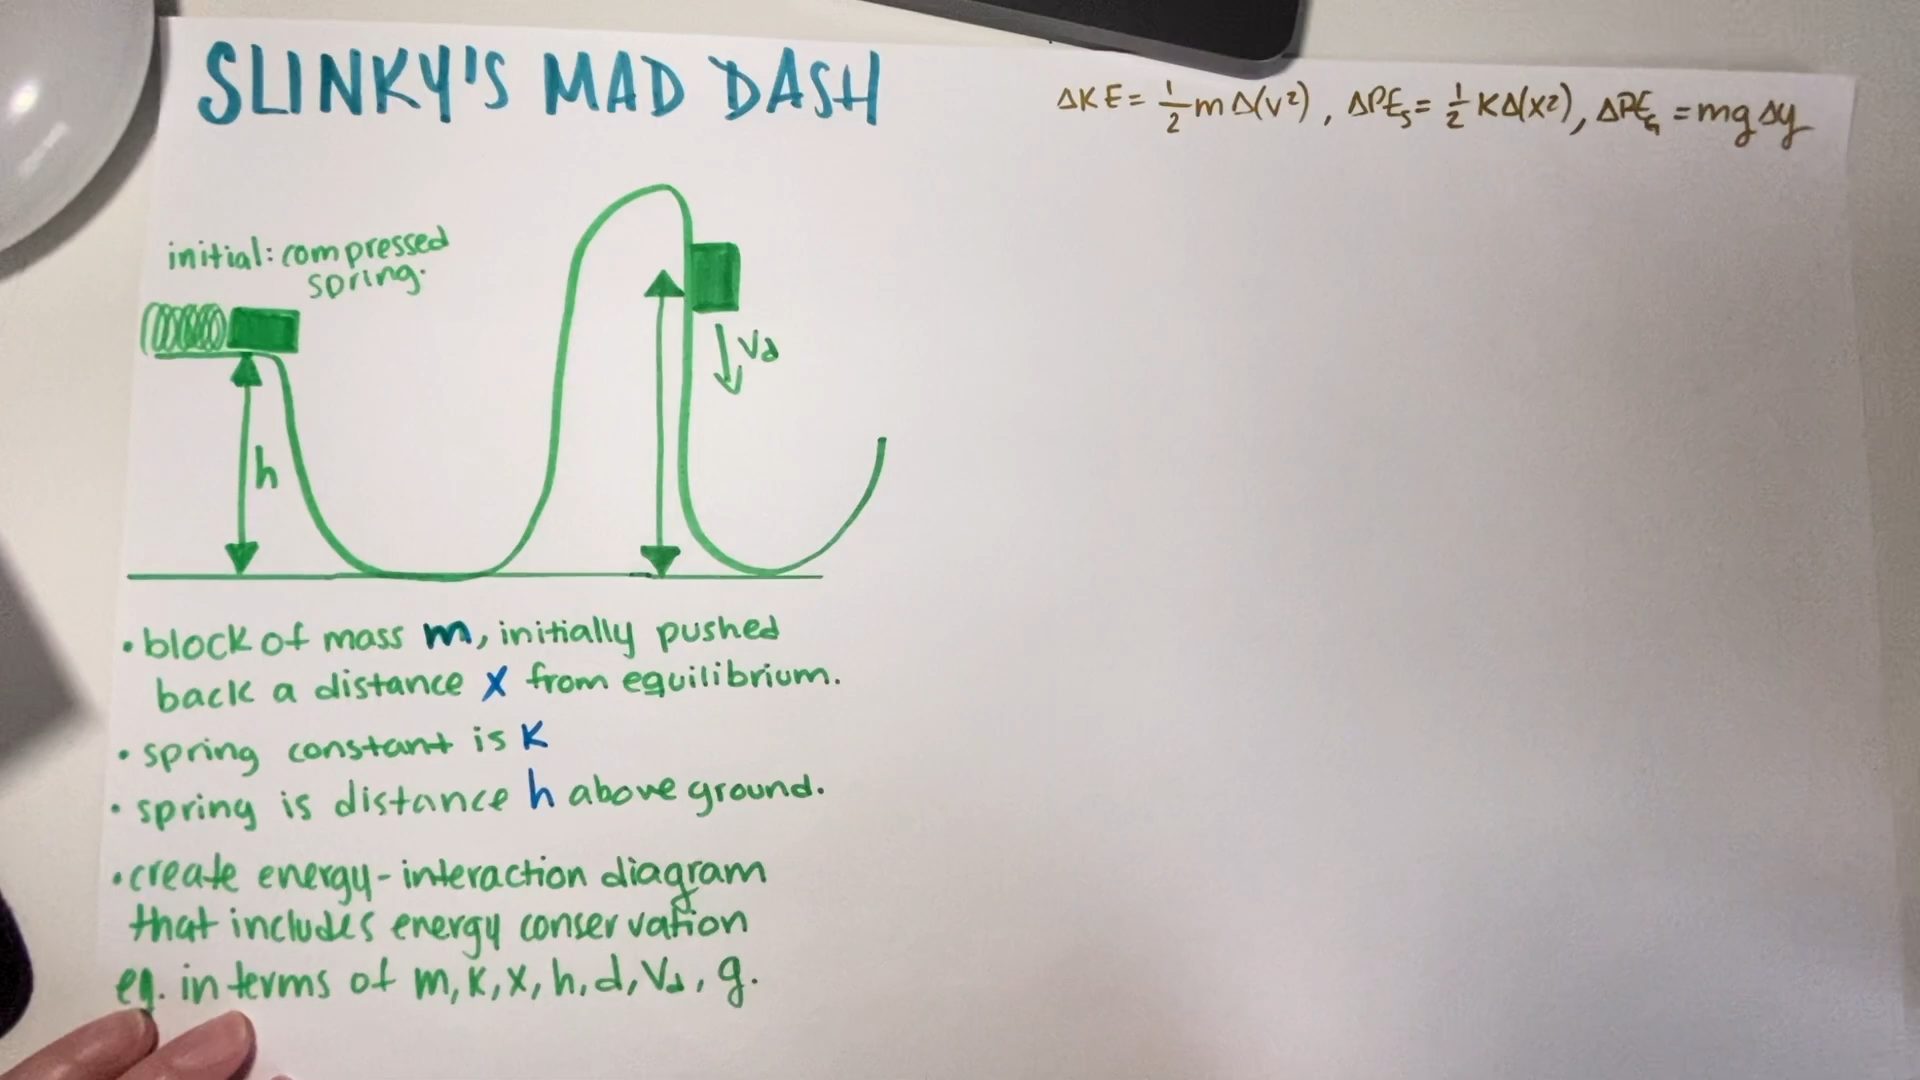 SLINKY'S MAD DASH
ΔKE = 1/2 m Δ(v²), ΔPEs = 1/2 KΔ(x²), ΔPEG = mgΔy
initial: compressed
spring.
Vd
h
• block of mass m, initially pushed
back a distance x from equilibrium.
• spring constant is K
• spring is distance h above ground.
• create energy-interaction diagram
that includes energy conservation
eq. in terms of m, K, x, h, d, Vd, g.